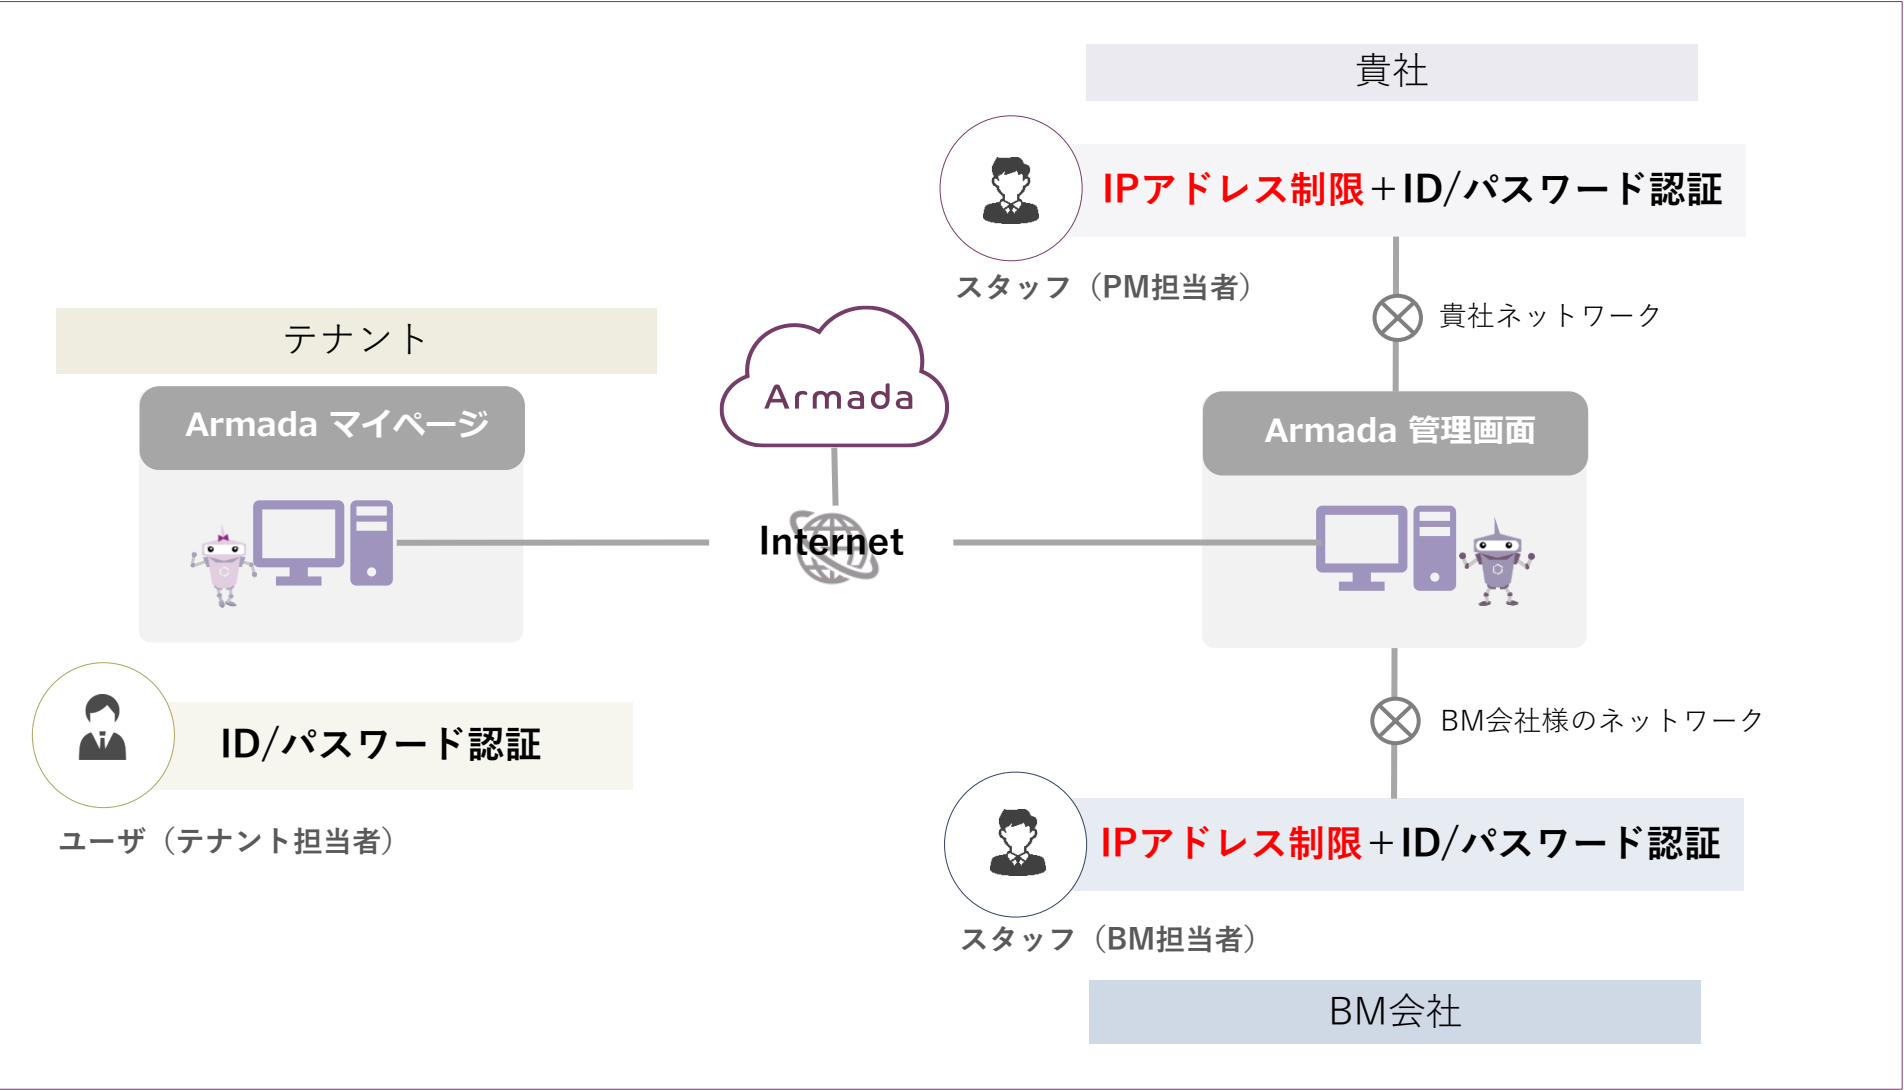 貴社
IPアドレス制限+ID/パスワード認証
スタッフ（PM担当者）
貴社ネットワーク
テナント
Armada マイページ
Armada
Armada 管理画面
Internet
ID/パスワード認証
ユーザ（テナント担当者）
BM会社様のネットワーク
IPアドレス制限+ID/パスワード認証
スタッフ（BM担当者）
BM会社